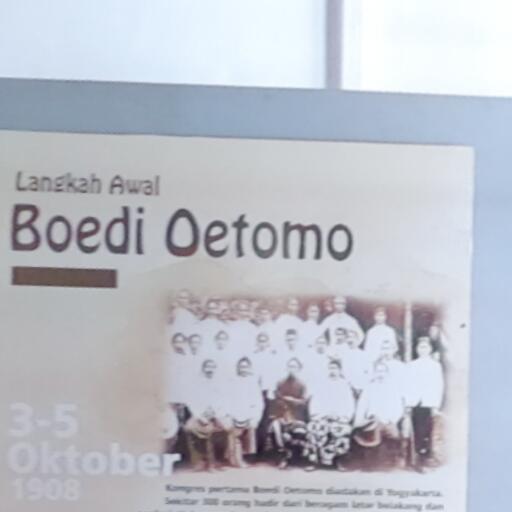 Langkah Awal
Boedi Oetomo
3-5
Oktober
1908
Kongres pertama Boedi Oetomo diadakan di Yogyakarta.
Sekitar 300 orang hadir dari beragam latar belakang dan